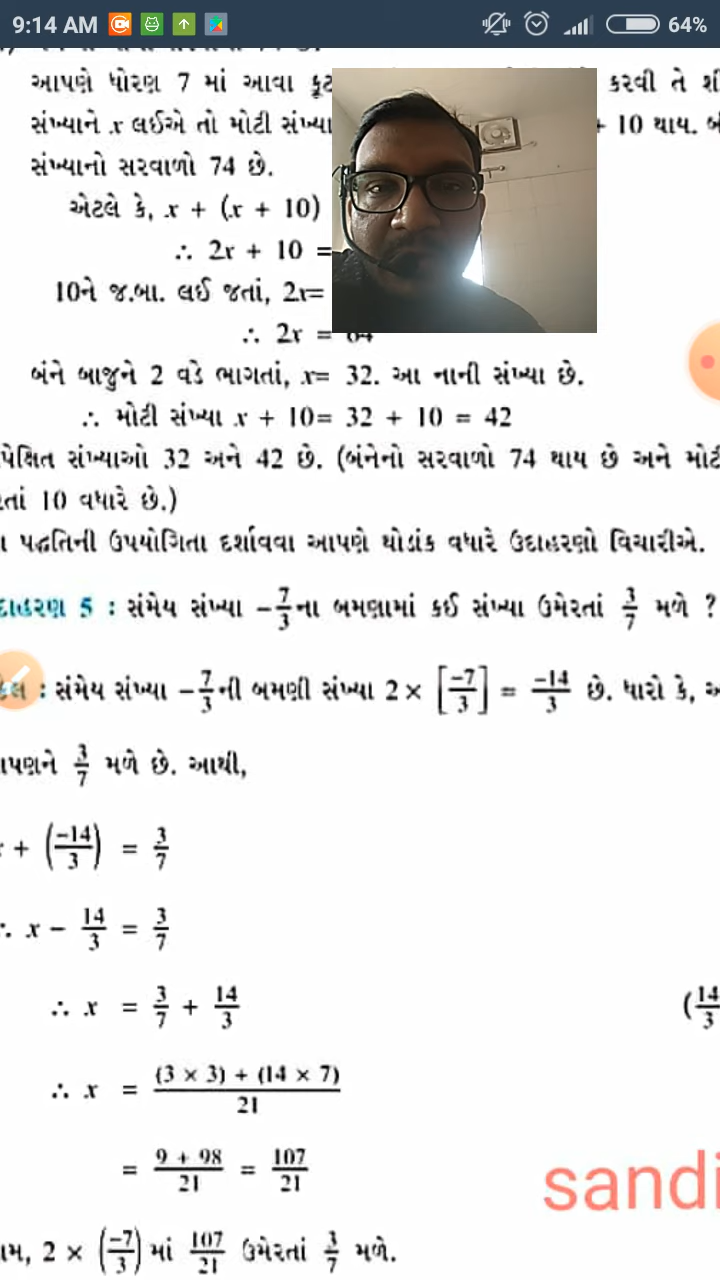 9:14 AM 64%
આપણે ધોરણ 7 માં આવા કૂટ કરવી તે શી
સંખ્યાને x લઈએ તો મોટી સંખ્યા + 10 થાય. બં
સંખ્યાનો સરવાળો 74 છે.
એટલે કે, x + (x + 10)
∴ 2x + 10 =
10ને જ.બા. લઈ જતાં, 2x=
∴ 2x = 64
બંને બાજુને 2 વડે ભાગતાં, x= 32. આ નાની સંખ્યા છે.
∴ મોટી સંખ્યા x + 10= 32 + 10 = 42
પેક્ષિત સંખ્યાઓ 32 અને 42 છે. (બંનેનો સરવાળો 74 થાય છે અને મોટી
તાં 10 વધારે છે.)
પદ્ધતિની ઉપયોગિતા દર્શાવવા આપણે થોડાંક વધારે ઉદાહરણો વિચારીએ.
દાહરણ 5 : સંમેય સંખ્યા −7/3ના બમણામાં કઈ સંખ્યા ઉમેરતાં 3/7 મળે ?
કેલ : સંમેય સંખ્યા −7/3ની બમણી સંખ્યા 2 × [−7/3] = −14/3 છે. ધારો કે, આ
પણને 3/7 મળે છે. આથી,
+ (−14/3) = 3/7
∴ x − 14/3 = 3/7
∴ x = 3/7 + 14/3 (14/3
∴ x = (3 × 3) + (14 × 7)/21
= 9 + 98/21 = 107/21
sandi
ામ, 2 × (−7/3) માં 107/21 ઉમેરતાં 3/7 મળે.